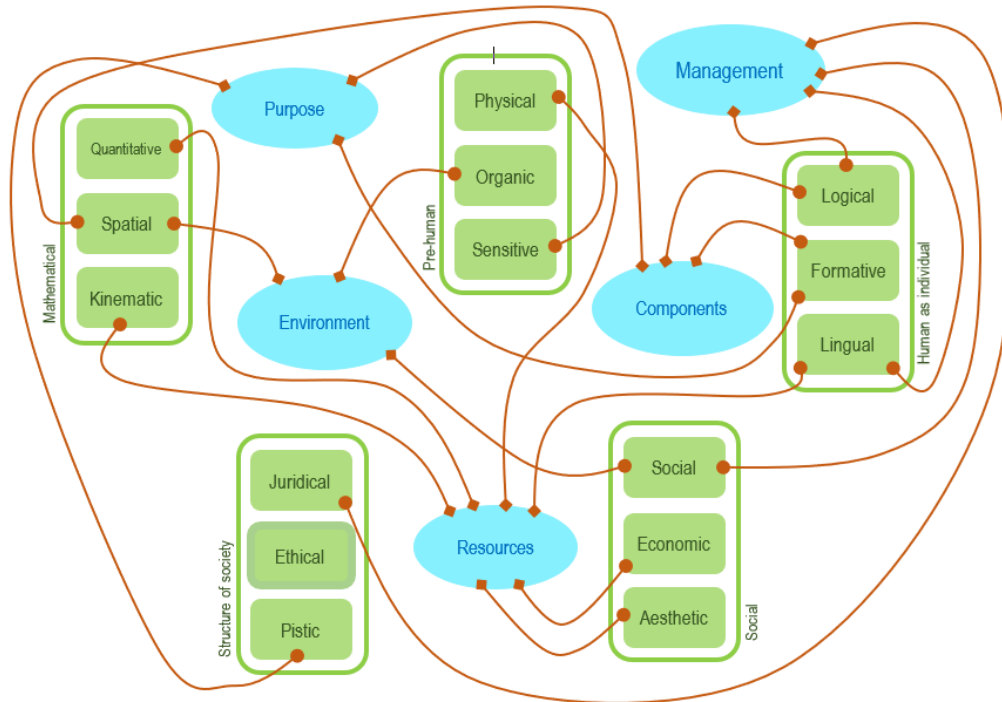 Management
Purpose
Physical
Quantitative
Organic
Logical
Spatial
Sensitive
Formative
Kinematic
Environment
Components
Lingual
Mathematical
Pre-human
Human as individual
Juridical
Social
Ethical
Resources
Economic
Pistic
Aesthetic
Structure of society
Social